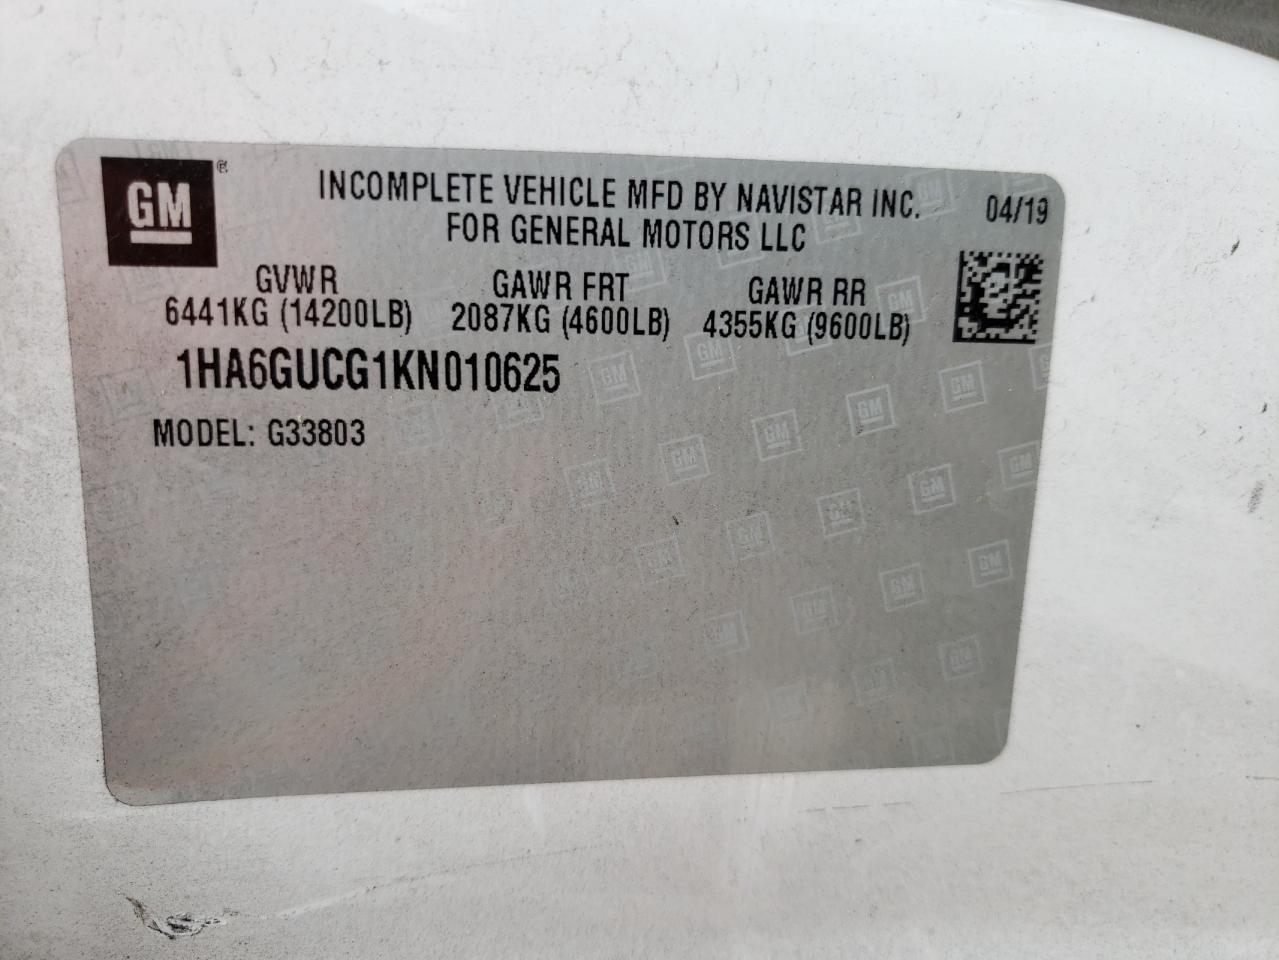 GM®
INCOMPLETE VEHICLE MFD BY NAVISTAR INC. 04/19
FOR GENERAL MOTORS LLC
GVWR GAWR FRT GAWR RR
6441KG (14200LB) 2087KG (4600LB) 4355KG (9600LB)
1HA6GUCG1KN010625
MODEL: G33803